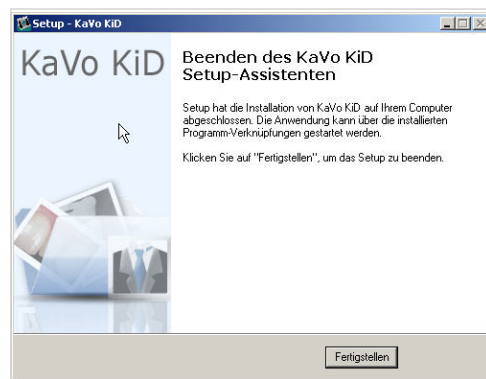 Setup - KaVo KiD
KaVo KiD
Beenden des KaVo KiD
Setup-Assistenten
Setup hat die Installation von KaVo KiD auf Ihrem Computer
abgeschlossen. Die Anwendung kann über die installierten
Programm-Verknüpfungen gestartet werden.
Klicken Sie auf "Fertigstellen", um das Setup zu beenden.
Fertigstellen